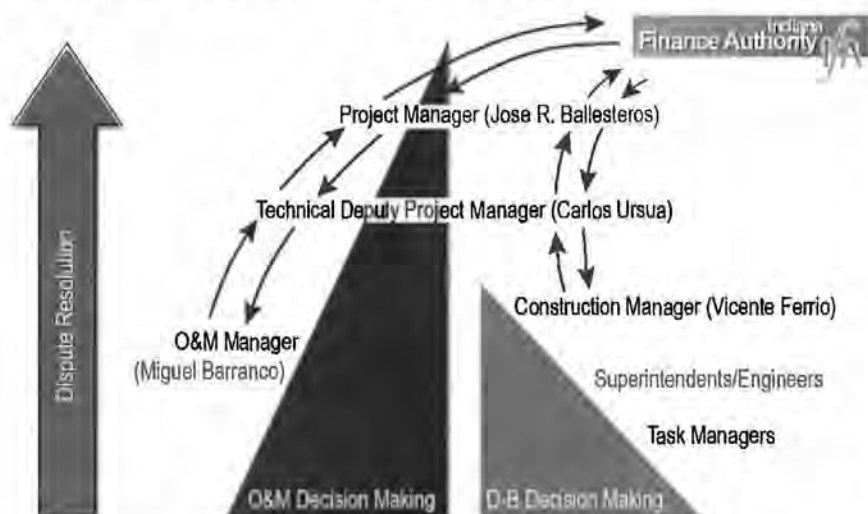 Indiana
Finance Authority
Project Manager (Jose R. Ballesteros)
Technical Deputy Project Manager (Carlos Ursua)
Construction Manager (Vicente Ferrio)
O&M Manager
(Miguel Barranco)
Superintendents/Engineers
Task Managers
Dispute Resolution
O&M Decision Making
D-B Decision Making